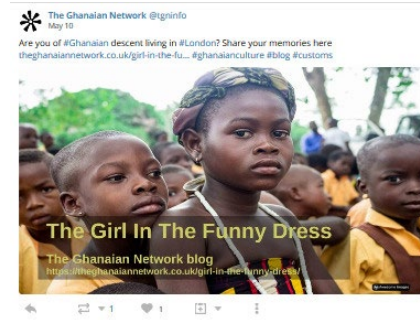 The Ghanaian Network @tgninfo
May 10
Are you of #Ghanaian descent living in #London? Share your memories here
theghanaiannetwork.co.uk/girl-in-the-fu... #ghanaianculture #blog #customs
The Girl In The Funny Dress
The Ghanaian Network blog
https://theghanaiannetwork.co.uk/girl-in-the-funny-dress/
1
1